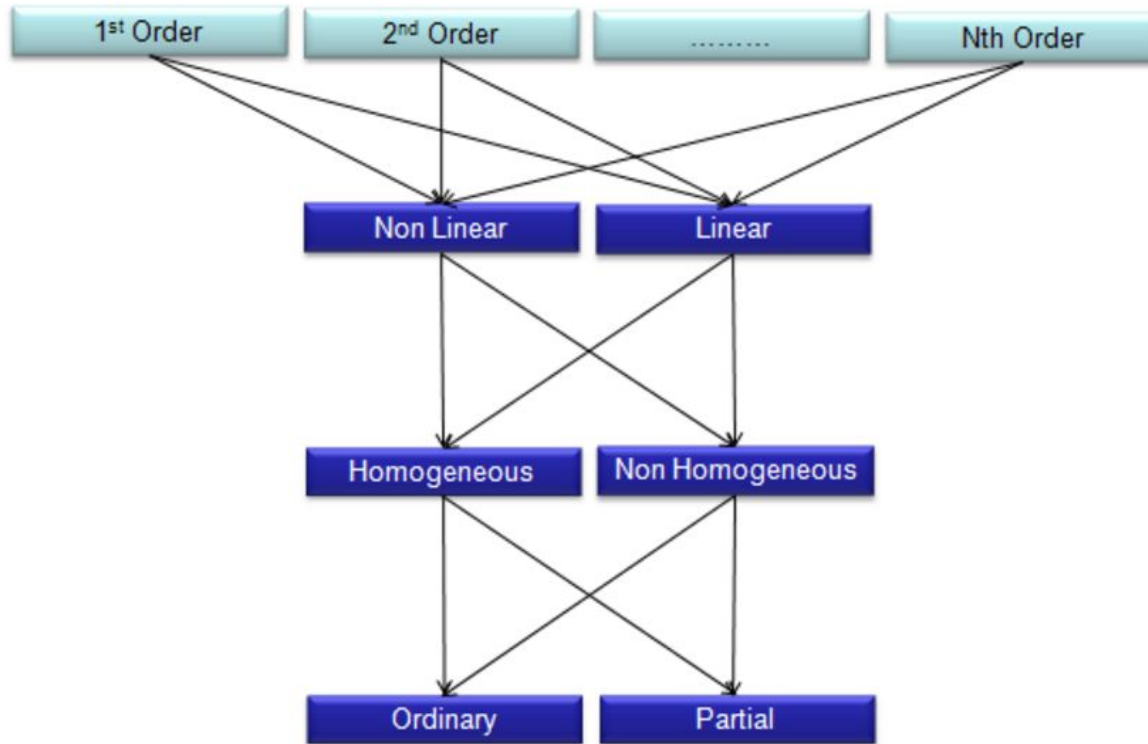 1st Order
2nd Order
.........
Nth Order
Non Linear
Linear
Homogeneous
Non Homogeneous
Ordinary
Partial